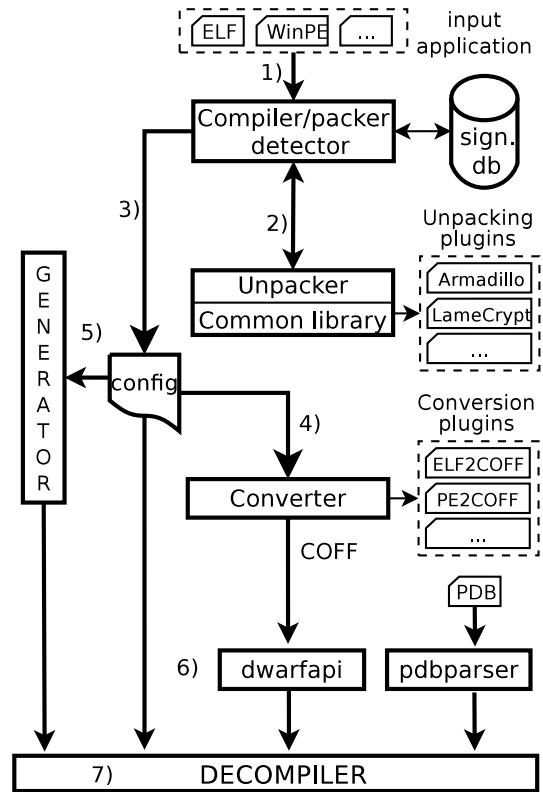 ELF WinPE ...
input
application
1)
Compiler/packer
detector
sign.
db
3)
2)
Unpacking
plugins
Unpacker
Common library
Armadillo
LameCrypt
...
GENERATOR
5)
config
4)
Conversion
plugins
Converter
ELF2COFF
PE2COFF
...
COFF
PDB
6)
dwarfapi
pdbparser
7) DECOMPILER